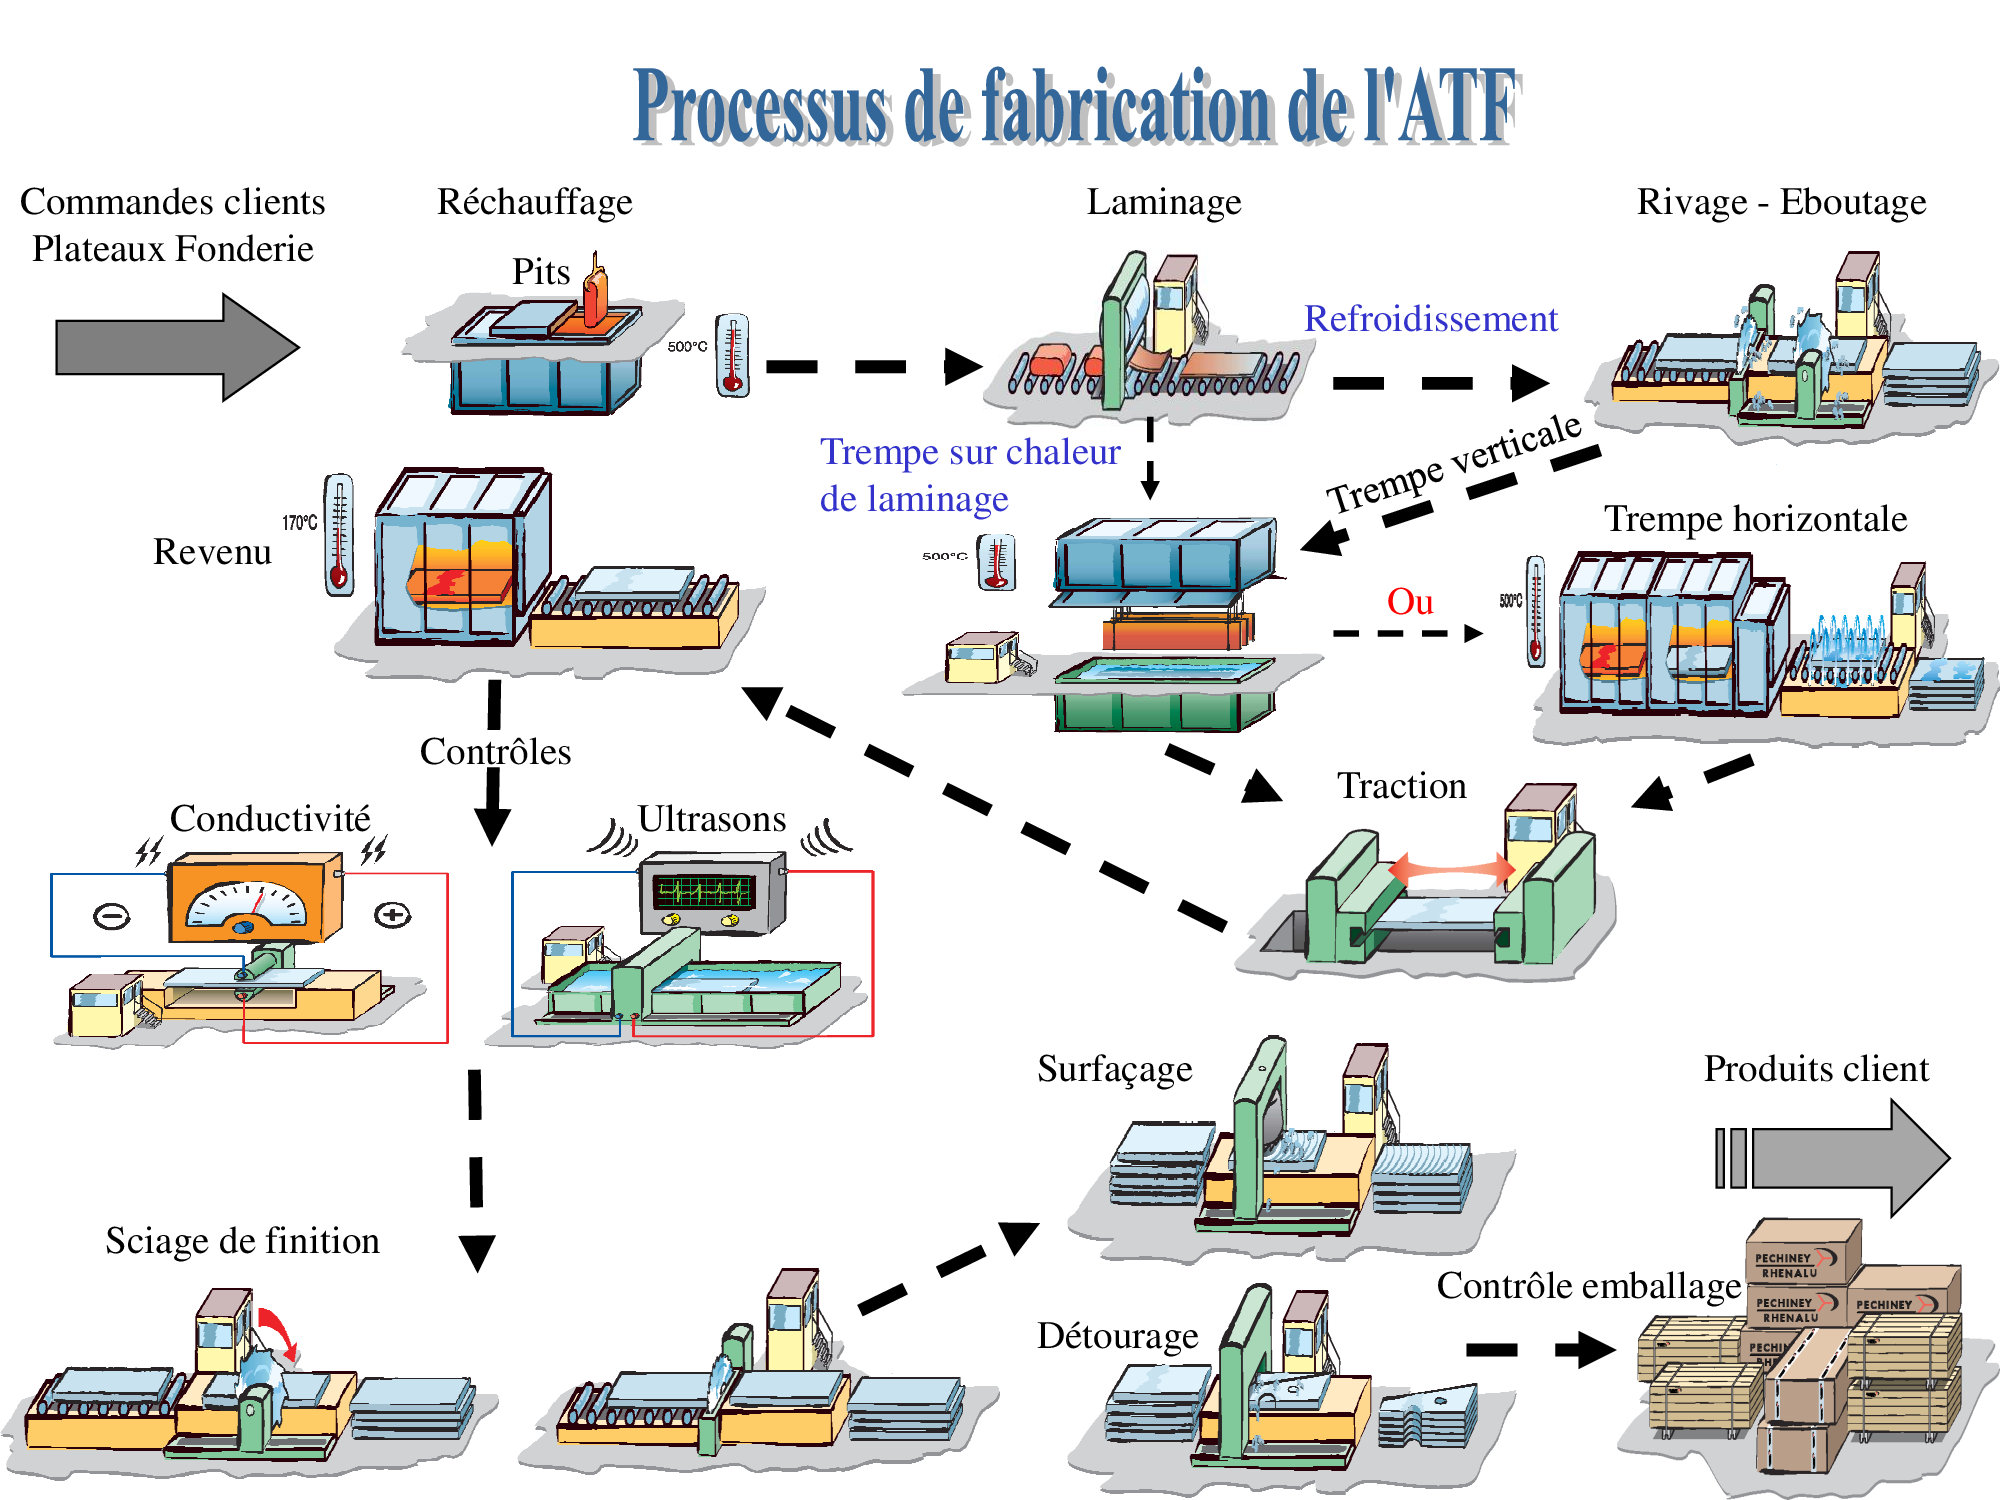 Processus de fabrication de l'ATF
Commandes clients
Plateaux Fonderie
Réchauffage
Pits
500°C
Laminage
Refroidissement
Rivage - Eboutage
Trempe sur chaleur
de laminage
Trempe verticale
Trempe horizontale
500°C
Ou
500°C
170°C
Revenu
Contrôles
Traction
Conductivité
Ultrasons
Surfaçage
Produits client
Sciage de finition
Détourage
Contrôle emballage
PECHINEY
RHENALU
PECHINEY
RHENALU
PECHINEY
PECHIN